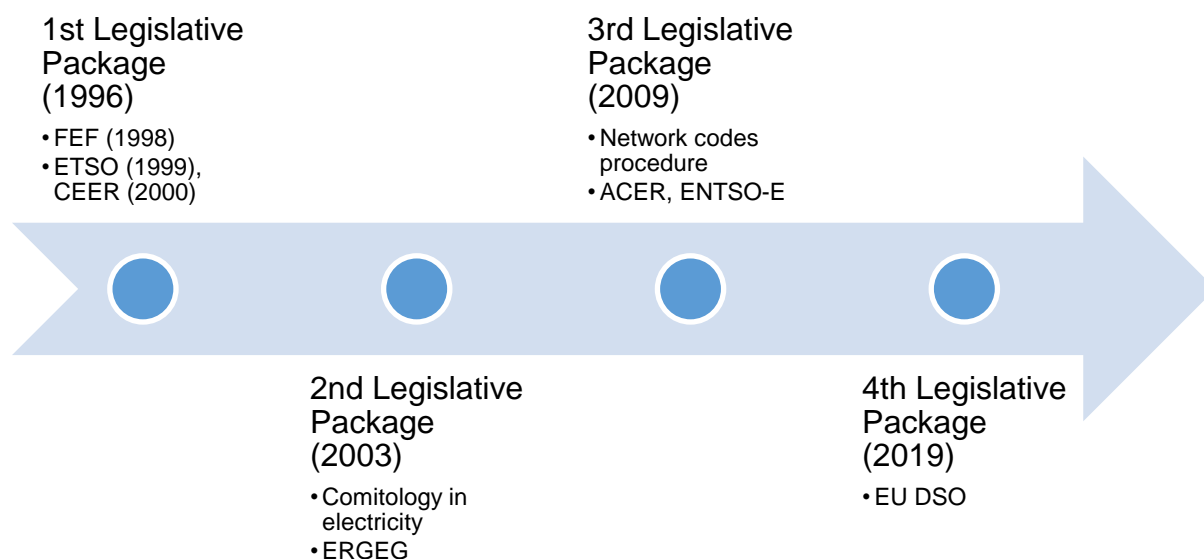 1st Legislative
Package
(1996)
• FEF (1998)
• ETSO (1999),
CEER (2000)
2nd Legislative
Package
(2003)
• Comitology in
electricity
• ERGEG
3rd Legislative
Package
(2009)
• Network codes
procedure
• ACER, ENTSO-E
4th Legislative
Package
(2019)
• EU DSO